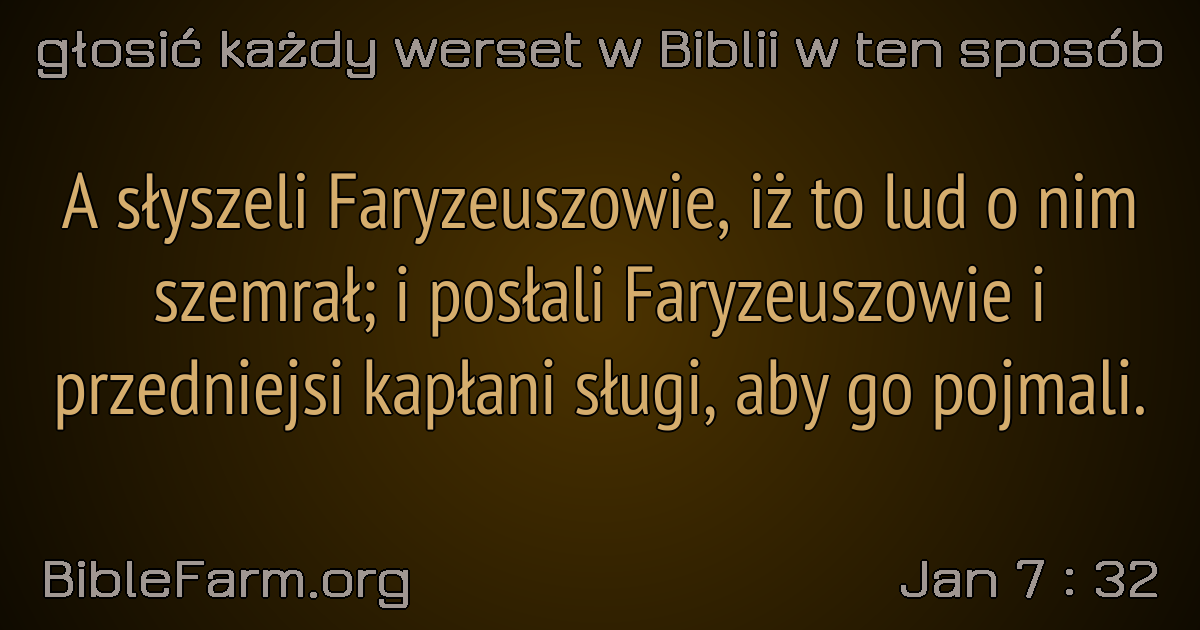 głosić każdy werset w Biblii w ten sposób
A słyszeli Faryzeuszowie, iż to lud o nim
szemrał; i posłali Faryzeuszowie i
przedniejsi kapłani sługi, aby go pojmali.
BibleFarm.org
Jan 7 : 32